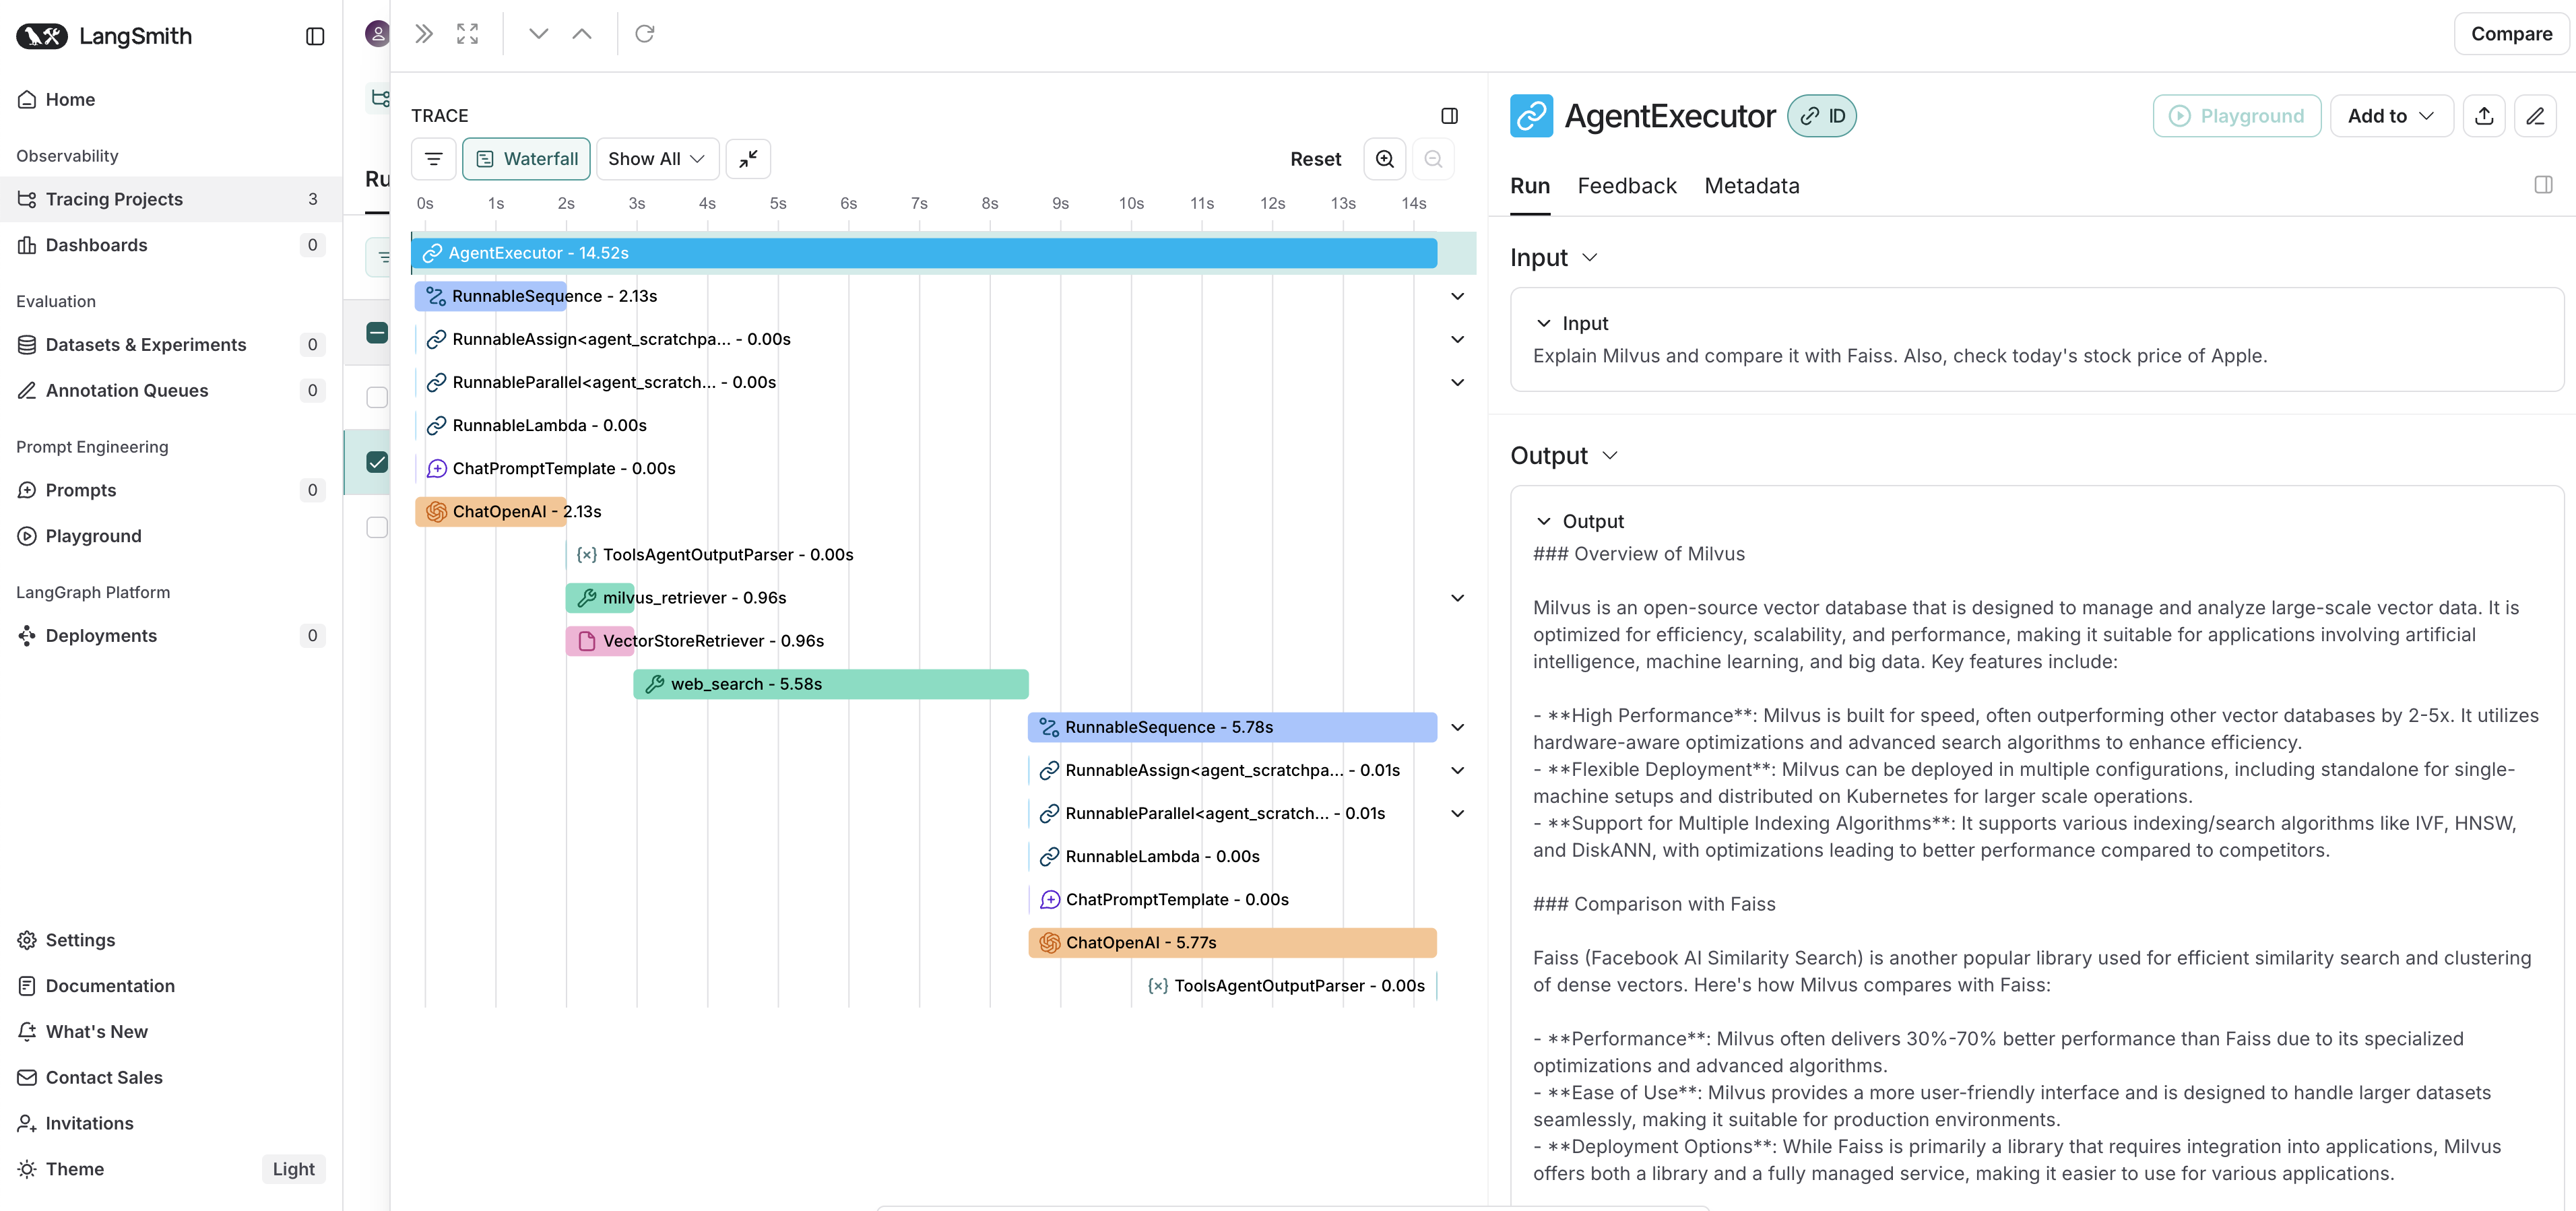 LangSmith
Home
Observability
Tracing Projects 3
Dashboards 0
Evaluation
Datasets & Experiments 0
Annotation Queues 0
Prompt Engineering
Prompts 0
Playground
LangGraph Platform
Deployments 0
Settings
Documentation
What's New
Contact Sales
Invitations
Theme Light
Ru
Compare
TRACE
Waterfall Show All Reset
0s 1s 2s 3s 4s 5s 6s 7s 8s 9s 10s 11s 12s 13s 14s
AgentExecutor - 14.52s
RunnableSequence - 2.13s
RunnableAssign<agent_scratchpa... - 0.00s
RunnableParallel<agent_scratch... - 0.00s
RunnableLambda - 0.00s
ChatPromptTemplate - 0.00s
ChatOpenAI - 2.13s
{x} ToolsAgentOutputParser - 0.00s
milvus_retriever - 0.96s
VectorStoreRetriever - 0.96s
web_search - 5.58s
RunnableSequence - 5.78s
RunnableAssign<agent_scratchpa... - 0.01s
RunnableParallel<agent_scratch... - 0.01s
RunnableLambda - 0.00s
ChatPromptTemplate - 0.00s
ChatOpenAI - 5.77s
{x} ToolsAgentOutputParser - 0.00s
AgentExecutor ID Playground Add to
Run Feedback Metadata
Input
Input
Explain Milvus and compare it with Faiss. Also, check today's stock price of Apple.
Output
Output
### Overview of Milvus
Milvus is an open-source vector database that is designed to manage and analyze large-scale vector data. It is
optimized for efficiency, scalability, and performance, making it suitable for applications involving artificial
intelligence, machine learning, and big data. Key features include:
- **High Performance**: Milvus is built for speed, often outperforming other vector databases by 2-5x. It utilizes
hardware-aware optimizations and advanced search algorithms to enhance efficiency.
- **Flexible Deployment**: Milvus can be deployed in multiple configurations, including standalone for single-
machine setups and distributed on Kubernetes for larger scale operations.
- **Support for Multiple Indexing Algorithms**: It supports various indexing/search algorithms like IVF, HNSW,
and DiskANN, with optimizations leading to better performance compared to competitors.
### Comparison with Faiss
Faiss (Facebook AI Similarity Search) is another popular library used for efficient similarity search and clustering
of dense vectors. Here's how Milvus compares with Faiss:
- **Performance**: Milvus often delivers 30%-70% better performance than Faiss due to its specialized
optimizations and advanced algorithms.
- **Ease of Use**: Milvus provides a more user-friendly interface and is designed to handle larger datasets
seamlessly, making it suitable for production environments.
- **Deployment Options**: While Faiss is primarily a library that requires integration into applications, Milvus
offers both a library and a fully managed service, making it easier to use for various applications.